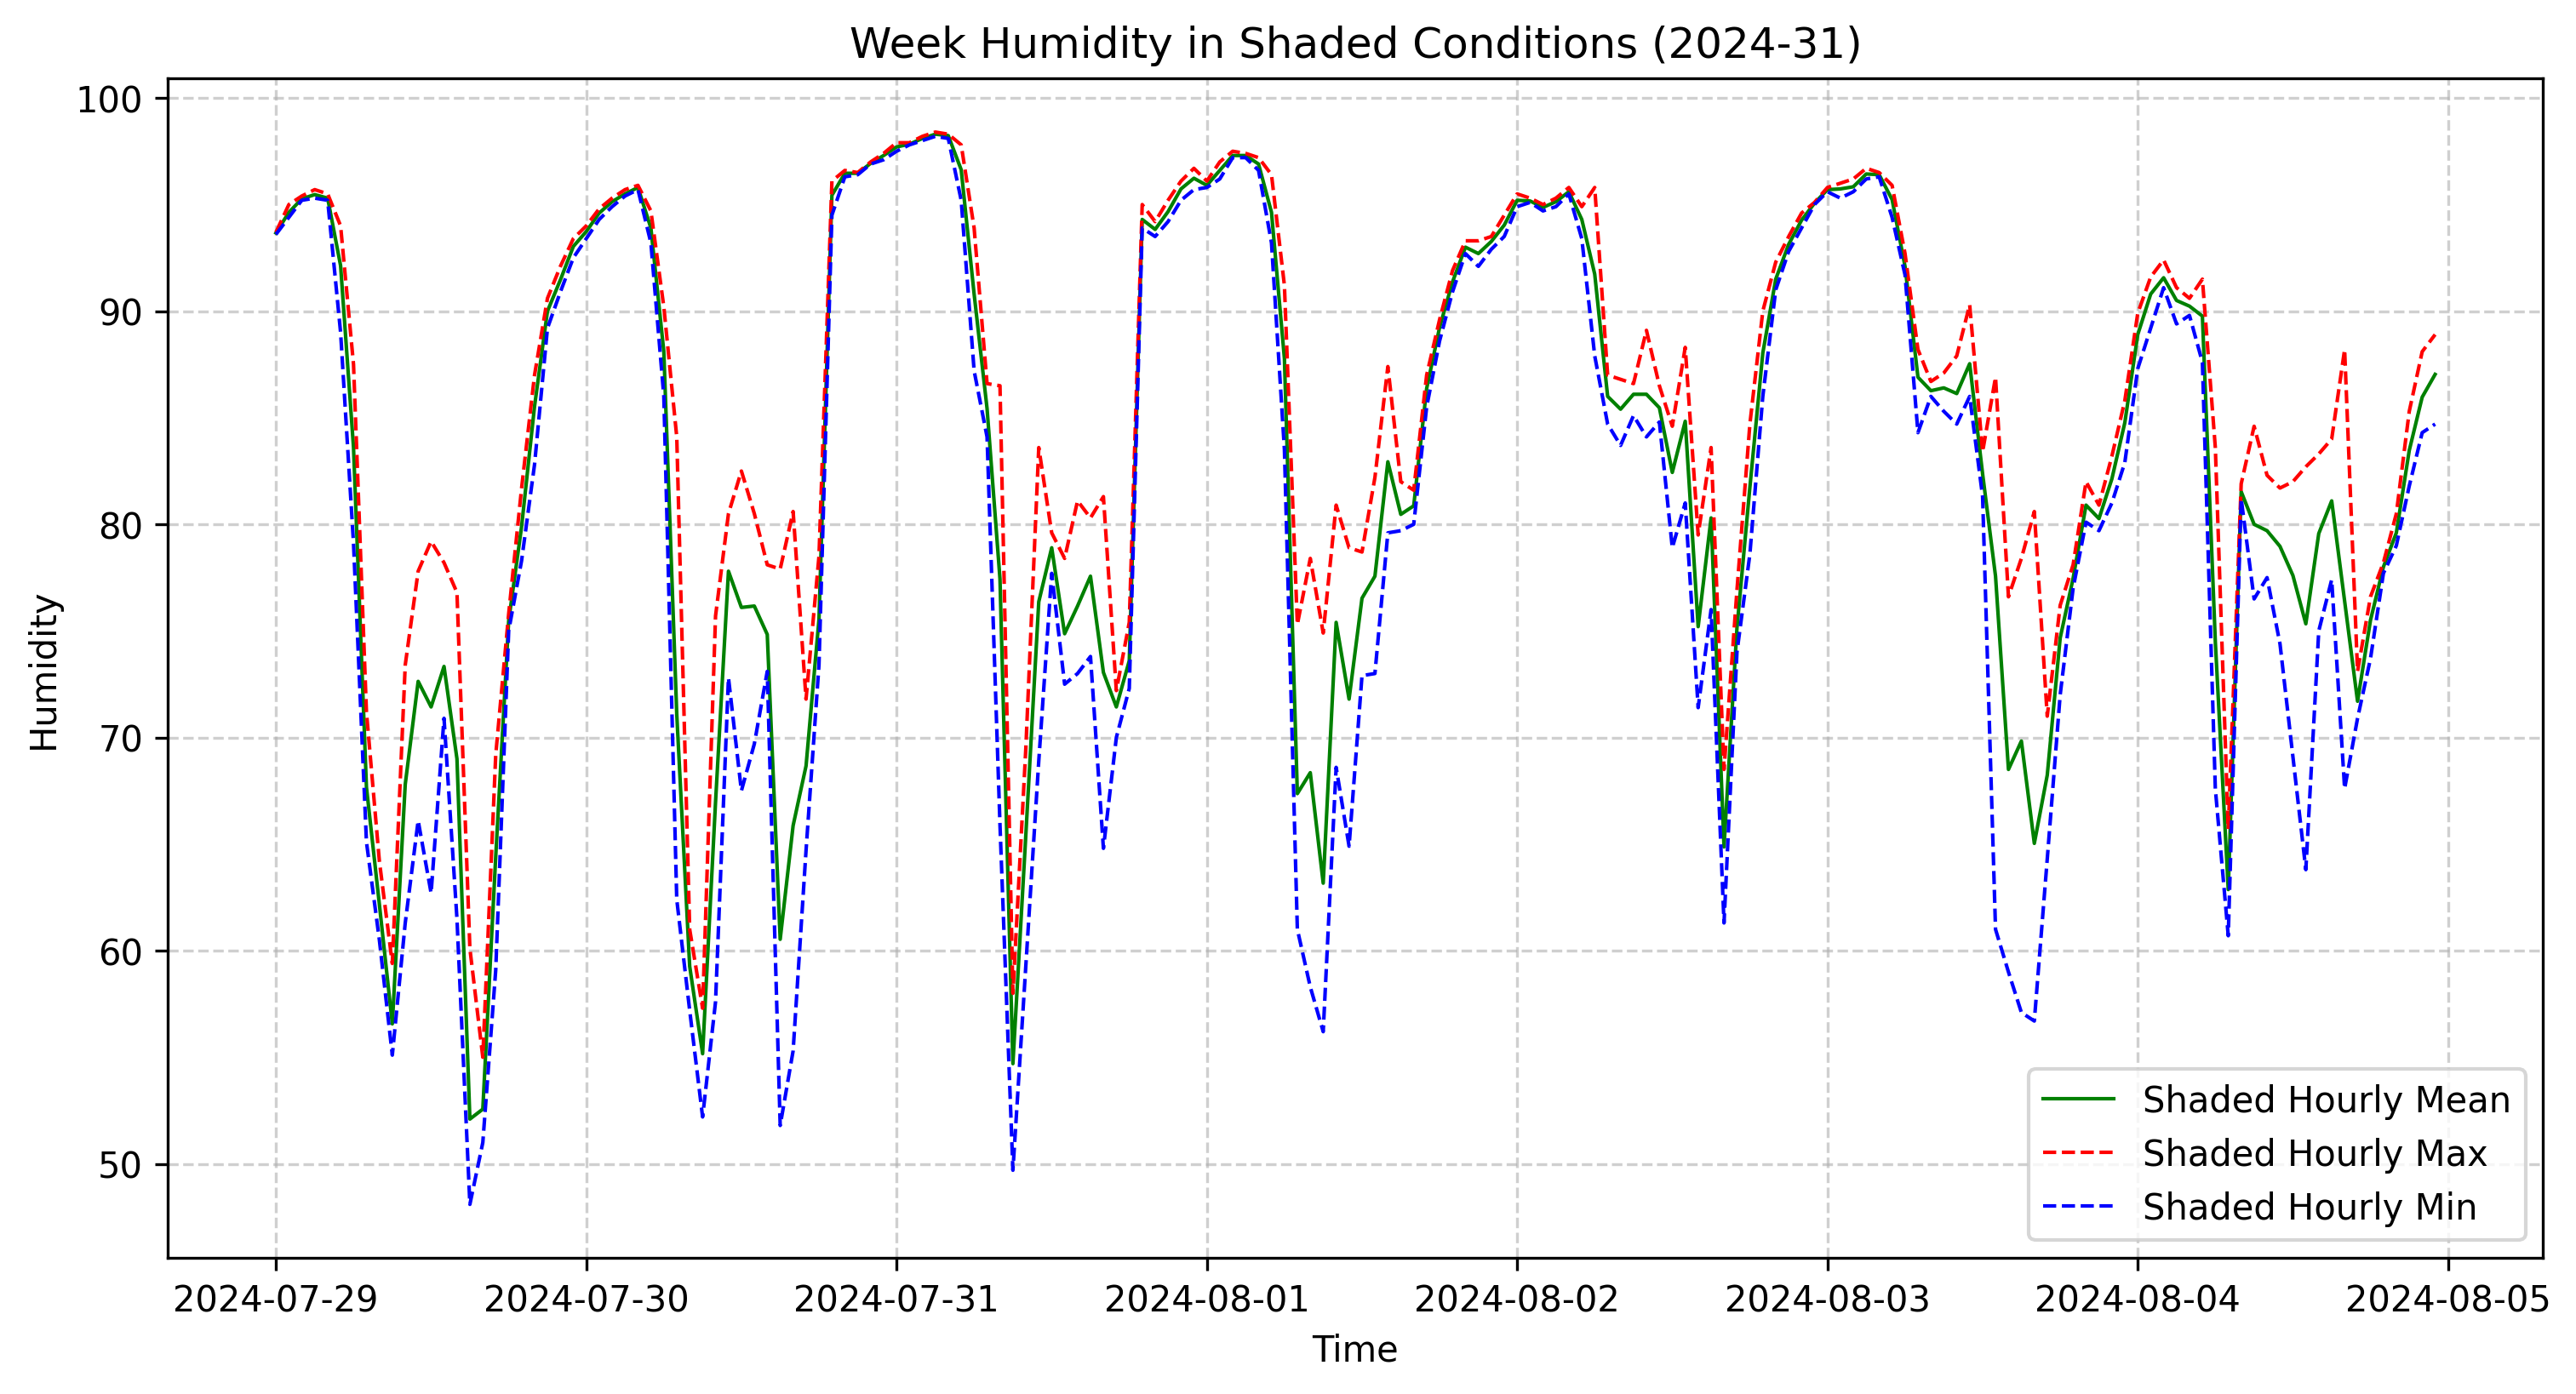 Week Humidity in Shaded Conditions (2024-31)
100
90
80
70
60
50
Humidity
2024-07-29
2024-07-30
2024-07-31
2024-08-01
2024-08-02
2024-08-03
2024-08-04
2024-08-05
Time
Shaded Hourly Mean
Shaded Hourly Max
Shaded Hourly Min